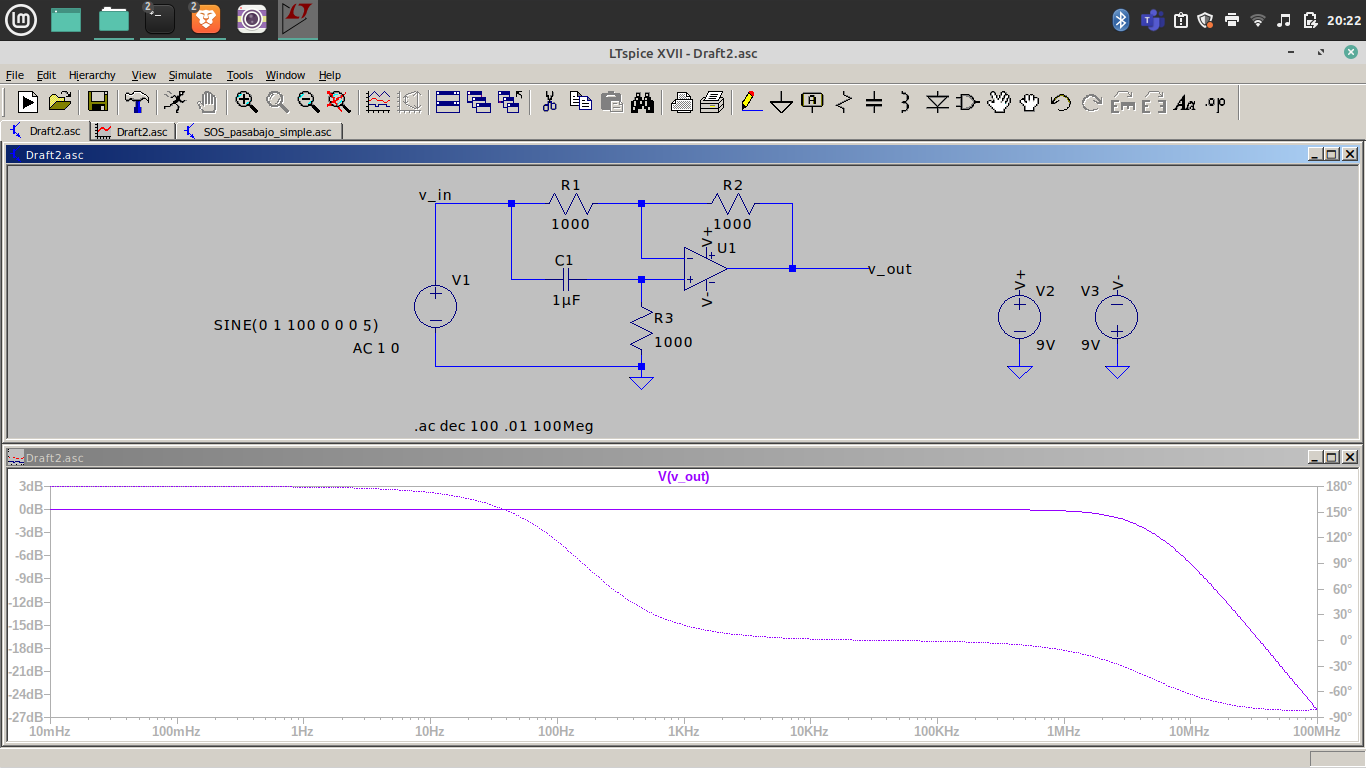 2 2 20:22
LTspice XVII - Draft2.asc
File Edit Hierarchy View Simulate Tools Window Help
Draft2.asc Draft2.asc SOS_pasabajo_simple.asc
Draft2.asc
v_in R1 R2
1000 1000
V+ U1
C1 v_out
1µF V-
V1
R3
1000
SINE(0 1 100 0 0 0 5)
AC 1 0
V+ V-
V2 V3
9V 9V
.ac dec 100 .01 100Meg
Draft2.asc
V(v_out)
3dB 180°
0dB 150°
-3dB 120°
-6dB 90°
-9dB 60°
-12dB 30°
-15dB 0°
-18dB -30°
-21dB -60°
-24dB -90°
-27dB
10mHz 100mHz 1Hz 10Hz 100Hz 1KHz 10KHz 100KHz 1MHz 10MHz 100MHz